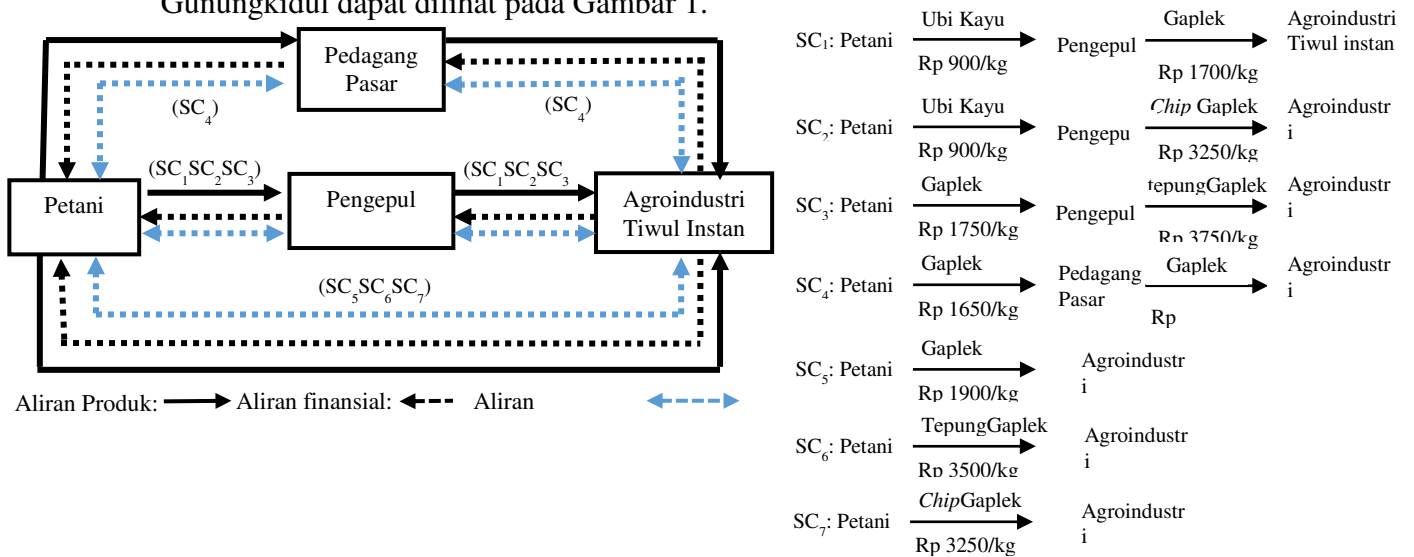 Gunungkidul dapat dilihat pada Gambar 1.
Pedagang
Pasar
(SC4)
(SC4)
(SC1SC2SC3)
(SC1SC2SC3
Petani
Pengepul
Agroindustri
Tiwul Instan
(SC5SC6SC7)
Aliran Produk:
Aliran finansial:
Aliran
SC1: Petani
Ubi Kayu
Rp 900/kg
Pengepul
Gaplek
Rp 1700/kg
Agroindustri
Tiwul instan
SC2: Petani
Ubi Kayu
Rp 900/kg
Pengepu
Chip Gaplek
Rp 3250/kg
Agroindustr
i
SC3: Petani
Gaplek
Rp 1750/kg
Pengepul
tepungGaplek
Rp 3750/kg
Agroindustr
i
SC4: Petani
Gaplek
Rp 1650/kg
Pedagang
Pasar
Gaplek
Rp
Agroindustr
i
SC5: Petani
Gaplek
Rp 1900/kg
Agroindustr
i
SC6: Petani
TepungGaplek
Rp 3500/kg
Agroindustr
i
SC7: Petani
ChipGaplek
Rp 3250/kg
Agroindustr
i